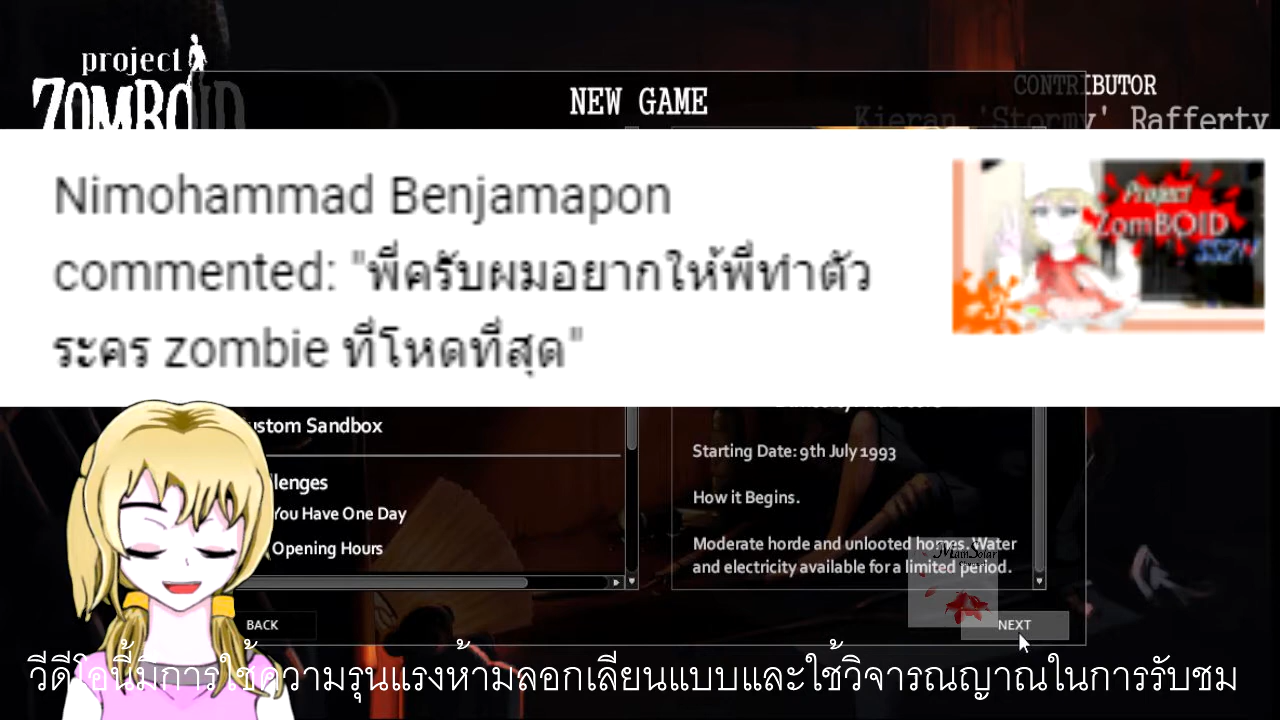 project
ZOMBOID
NEW GAME
CONTRIBUTOR
Kieran 'Stormy' Rafferty
Nimohammad Benjamapon
commented: "พี่ครับผมอยากให้พี่ทำตัว
ระคร zombie ที่โหดที่สุด"
Project
ZomBOID
SS2
ustom Sandbox
lenges
You Have One Day
Opening Hours
Starting Date: 9th July 1993
How it Begins.
Moderate horde and unlooted homes. Water
and electricity available for a limited period.
MainSolar
BACK
NEXT
วีดีโอนี้มีการใช้ความรุนแรงห้ามลอกเลียนแบบและใช้วิจารณญาณในการรับชม